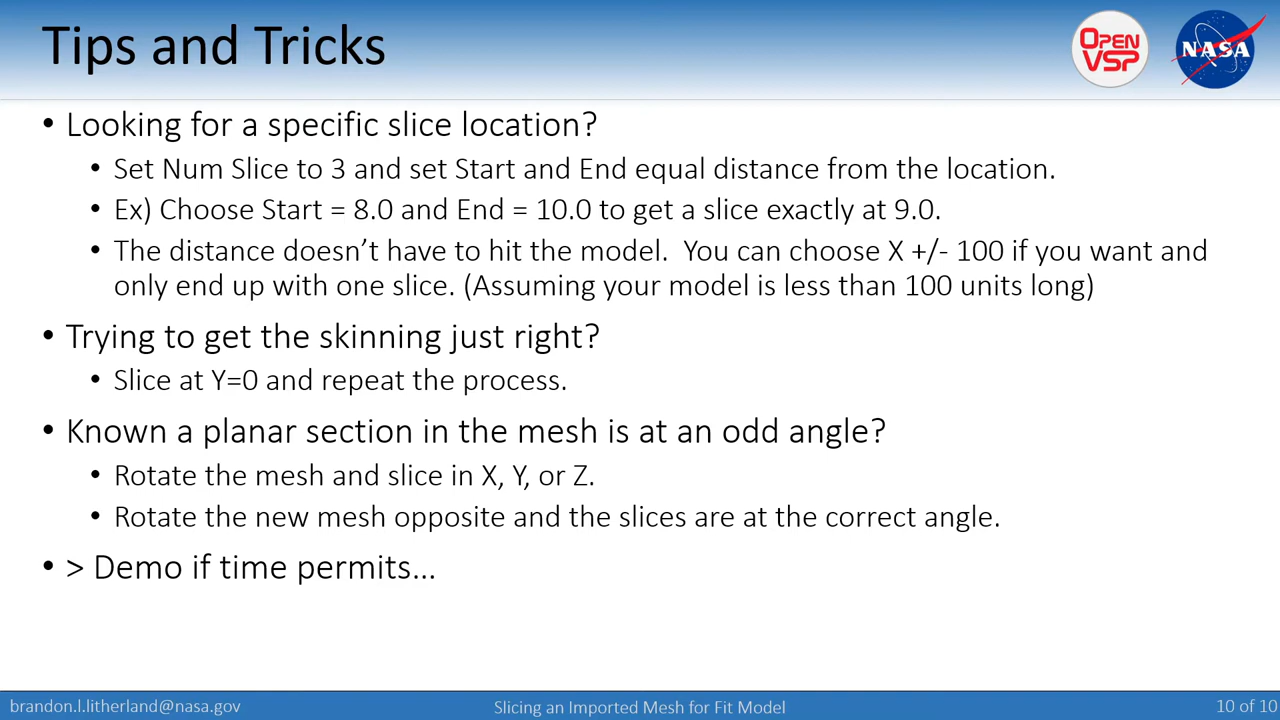 Tips and Tricks
OPEN
VSP
NASA
• Looking for a specific slice location?
• Set Num Slice to 3 and set Start and End equal distance from the location.
• Ex) Choose Start = 8.0 and End = 10.0 to get a slice exactly at 9.0.
• The distance doesn’t have to hit the model.  You can choose X +/- 100 if you want and
only end up with one slice. (Assuming your model is less than 100 units long)
• Trying to get the skinning just right?
• Slice at Y=0 and repeat the process.
• Known a planar section in the mesh is at an odd angle?
• Rotate the mesh and slice in X, Y, or Z.
• Rotate the new mesh opposite and the slices are at the correct angle.
• > Demo if time permits…
brandon.l.litherland@nasa.gov
Slicing an Imported Mesh for Fit Model
10 of 10